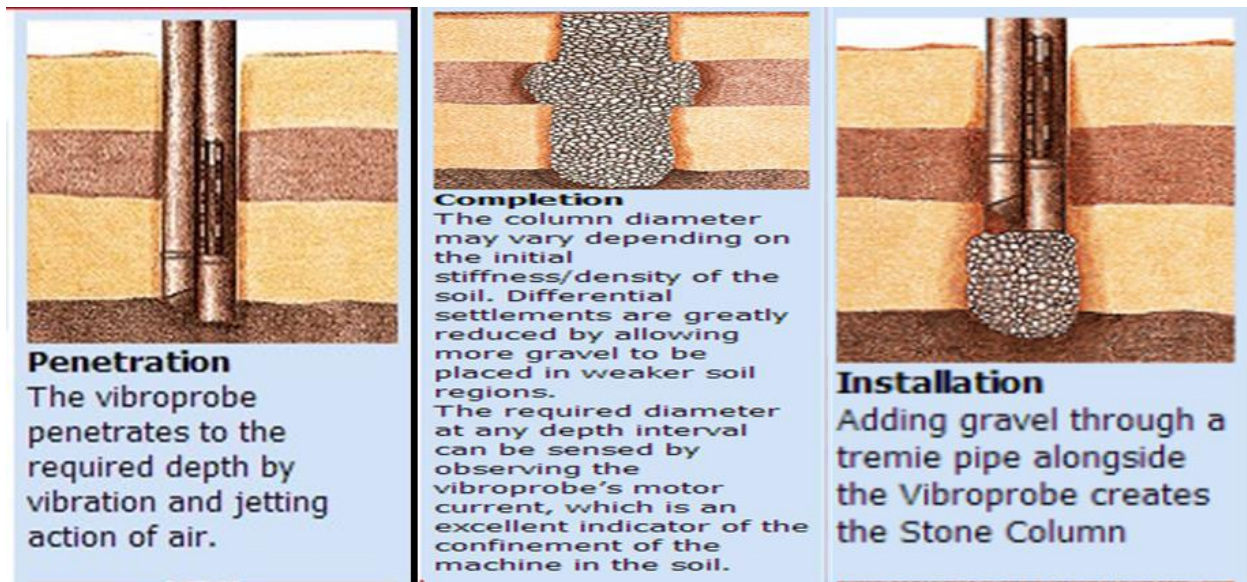 Penetration
The vibroprobe
penetrates to the
required depth by
vibration and jetting
action of air.
Completion
The column diameter
may vary depending on
the initial
stiffness/density of the
soil. Differential
settlements are greatly
reduced by allowing
more gravel to be
placed in weaker soil
regions.
The required diameter
at any depth interval
can be sensed by
observing the
vibroprobe's motor
current, which is an
excellent indicator of the
confinement of the
machine in the soil.
Installation
Adding gravel through a
tremie pipe alongside
the Vibroprobe creates
the Stone Column